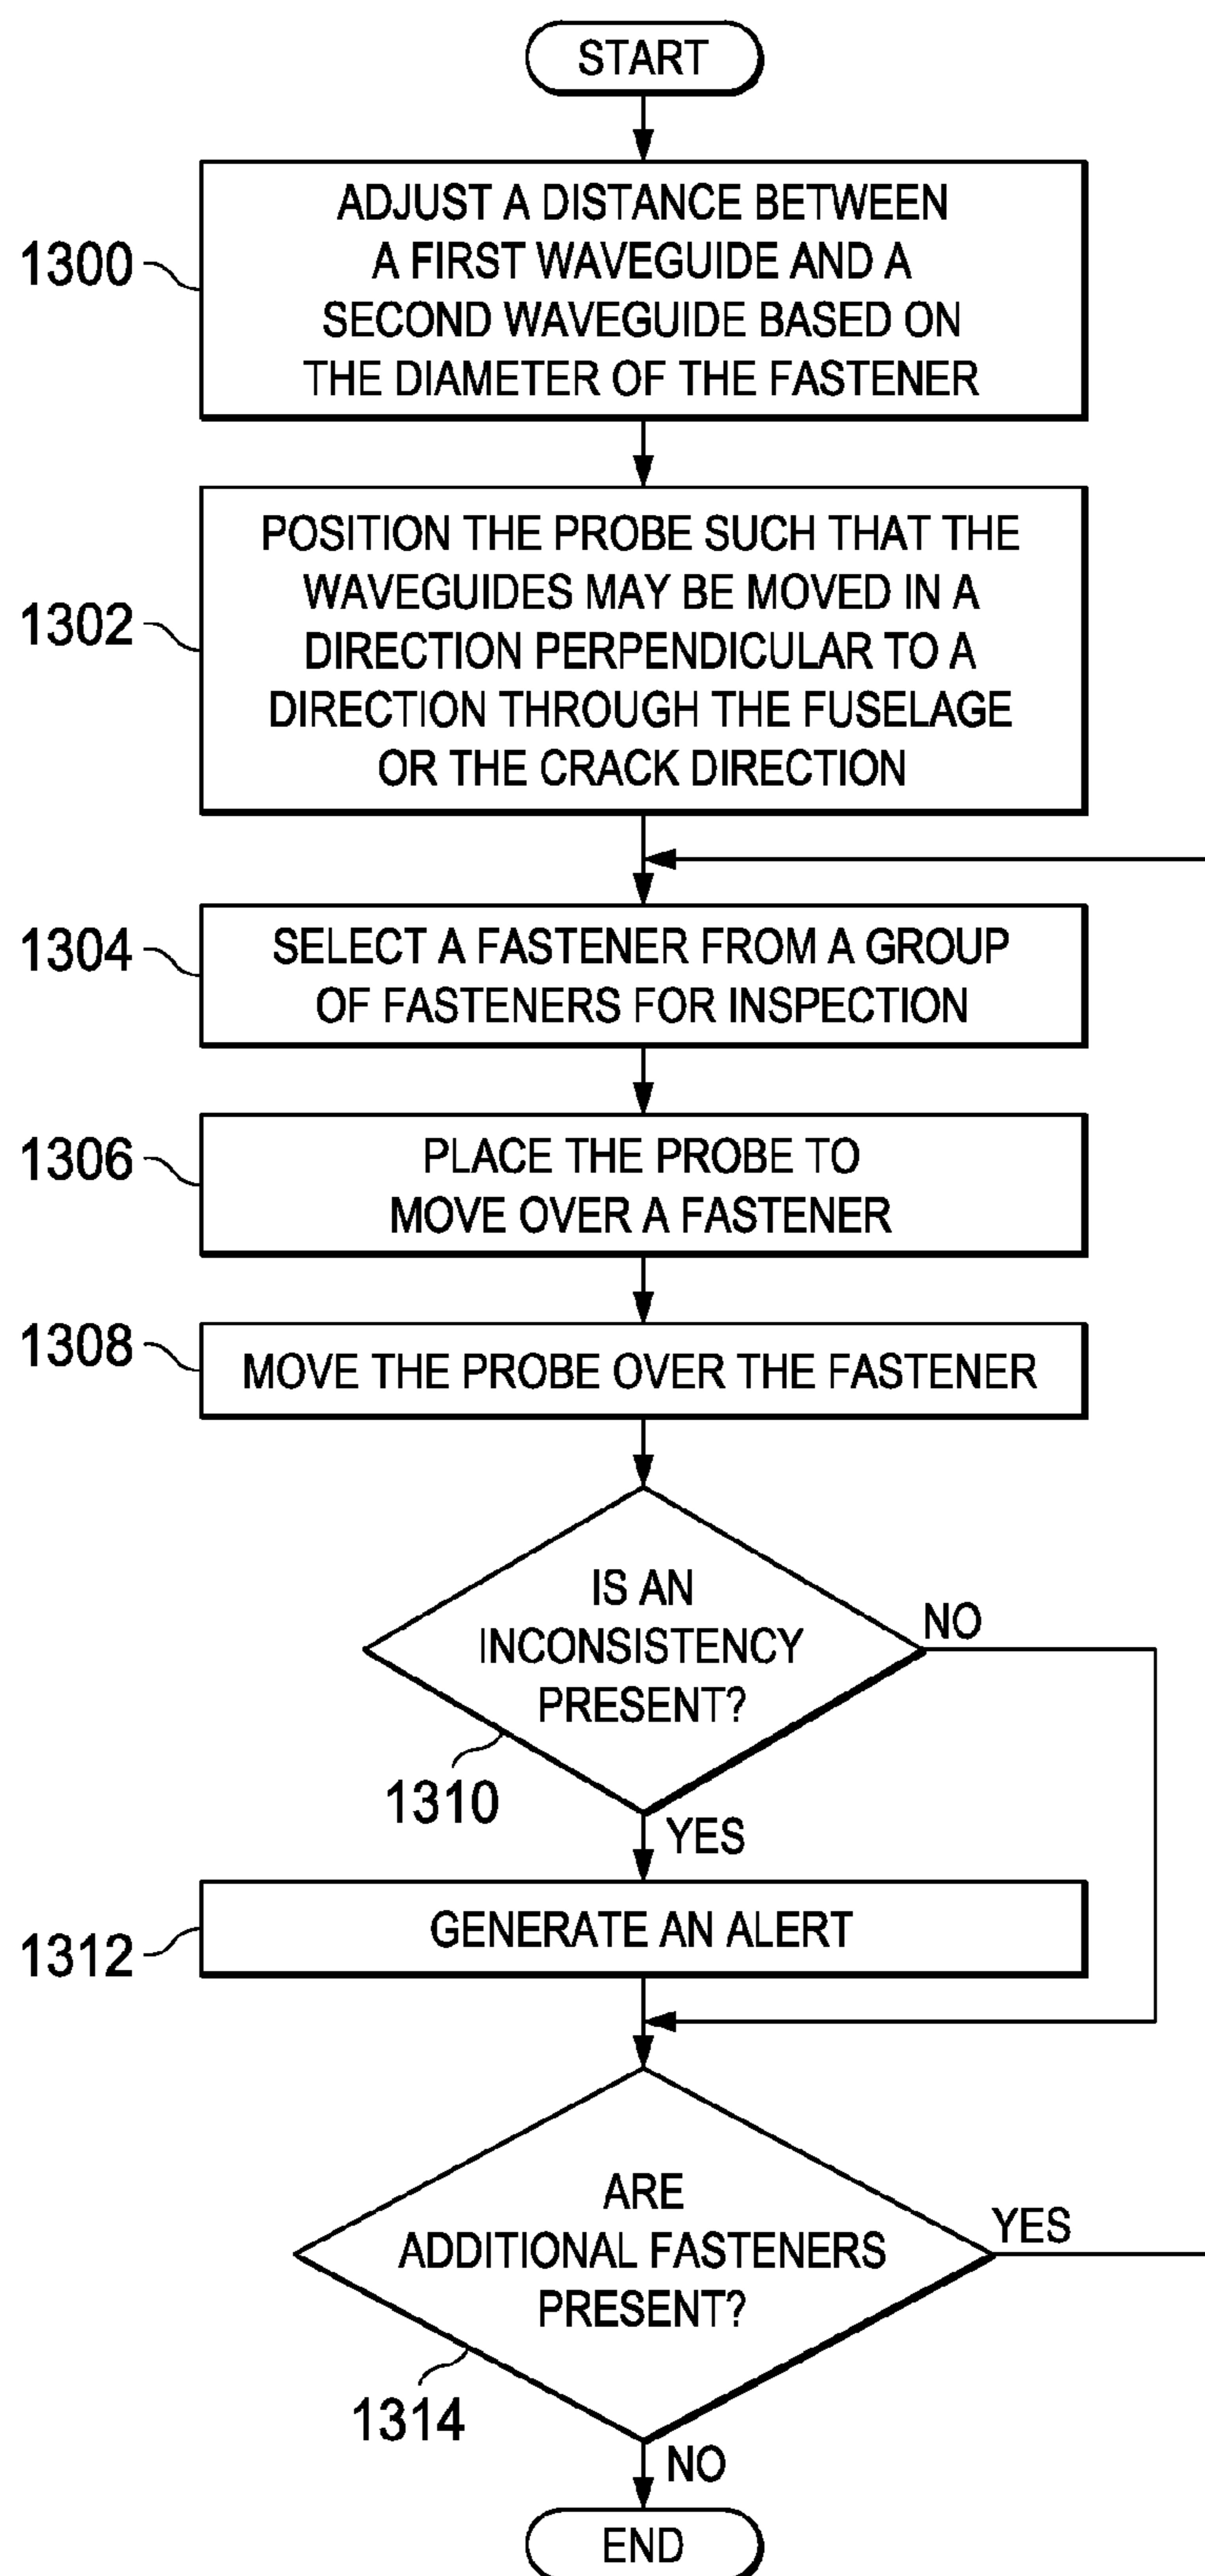 START
1300
ADJUST A DISTANCE BETWEEN
A FIRST WAVEGUIDE AND A
SECOND WAVEGUIDE BASED ON
THE DIAMETER OF THE FASTENER
1302
POSITION THE PROBE SUCH THAT THE
WAVEGUIDES MAY BE MOVED IN A
DIRECTION PERPENDICULAR TO A
DIRECTION THROUGH THE FUSELAGE
OR THE CRACK DIRECTION
1304
SELECT A FASTENER FROM A GROUP
OF FASTENERS FOR INSPECTION
1306
PLACE THE PROBE TO
MOVE OVER A FASTENER
1308
MOVE THE PROBE OVER THE FASTENER
IS AN
INCONSISTENCY
PRESENT?
NO
1310
YES
1312
GENERATE AN ALERT
ARE
ADDITIONAL FASTENERS
PRESENT?
YES
1314
NO
END